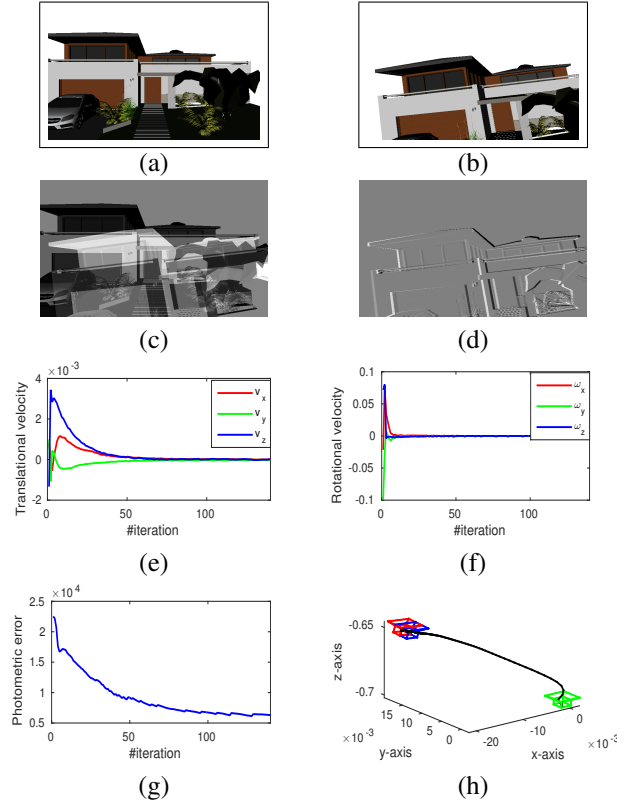 (a)
(b)
(c)
(d)
× 10⁻³
4
2
0
-2
0
50
100
Translational velocity
#iteration
v_x
v_y
v_z
(e)
0.1
0.05
0
-0.05
-0.1
0
50
100
Rotational velocity
#iteration
ω_x
ω_y
ω_z
(f)
× 10⁴
2.5
2
1.5
1
0.5
0
50
100
Photometric error
#iteration
(g)
-0.65
-0.7
z-axis
15
10
5
0
× 10⁻³
y-axis
-20
-10
0
× 10⁻³
x-axis
(h)